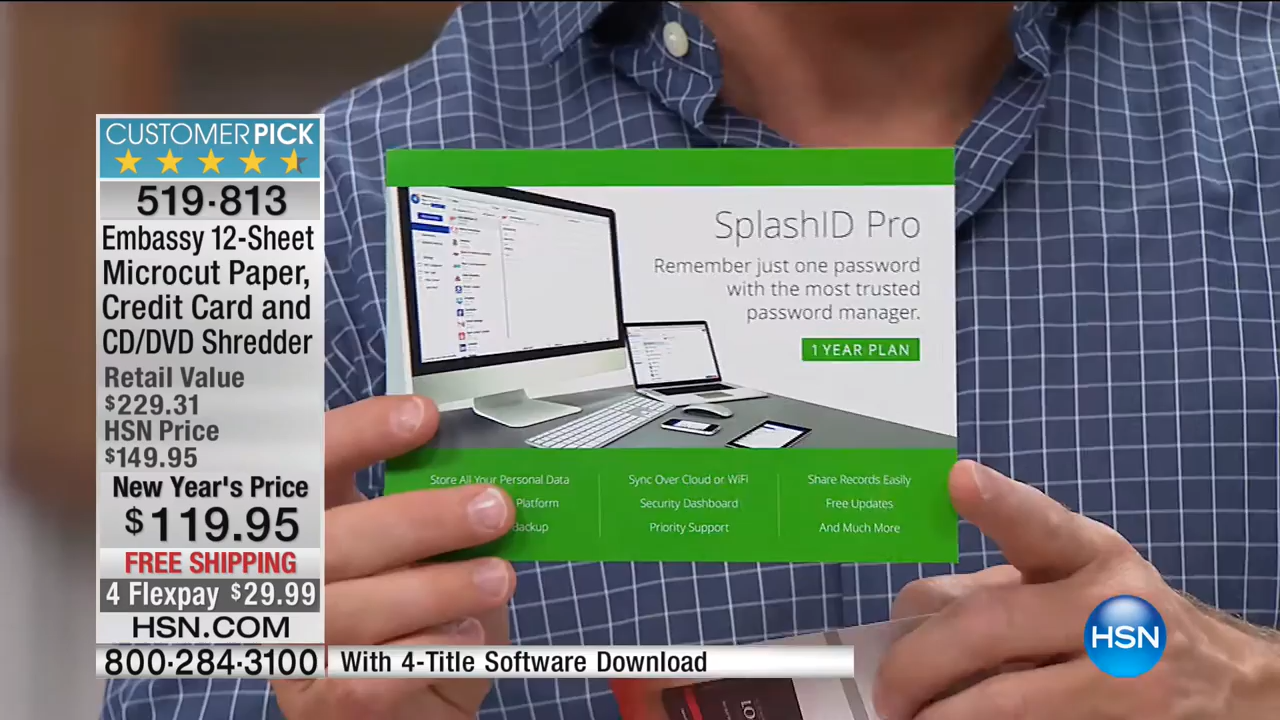 CUSTOMERPICK
519·813
Embassy 12-Sheet
Microcut Paper,
Credit Card and
CD/DVD Shredder
Retail Value
$229.31
HSN Price
$149.95
New Year's Price
$119.95
FREE SHIPPING
4 Flexpay $29.99
HSN.COM
800·284·3100
With 4-Title Software Download
SplashID Pro
Remember just one password
with the most trusted
password manager.
1 YEAR PLAN
Store All Your Personal Data
Platform
Backup
Sync Over Cloud or WiFi
Security Dashboard
Priority Support
Share Records Easily
Free Updates
And Much More
HSN